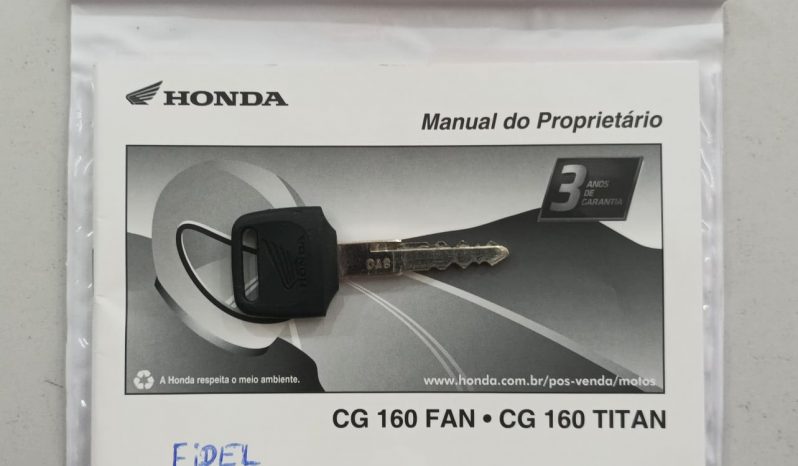 HONDA
Manual do Proprietário
3 ANOS
DE
GARANTIA
HONDA
A Honda respeita o meio ambiente.
www.honda.com.br/pos-venda/motos
CG 160 FAN • CG 160 TITAN
FiDEL